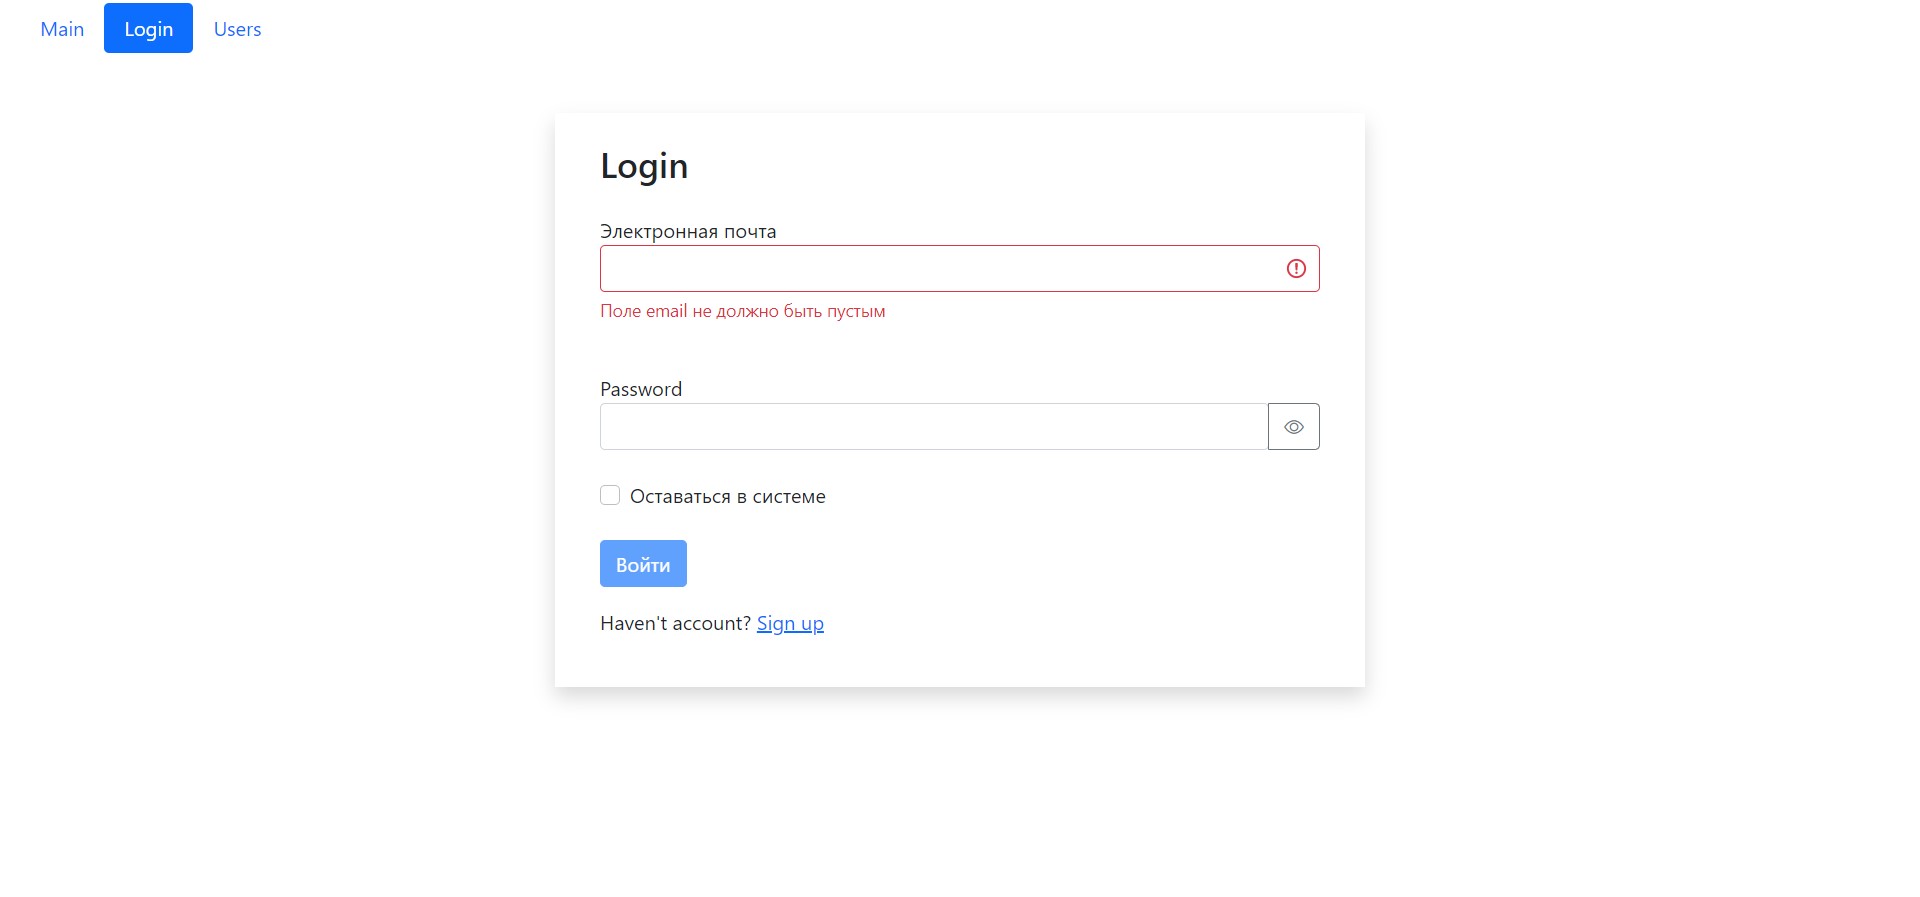 Main Login Users
Login
Электронная почта
Поле email не должно быть пустым
Password
Оставаться в системе
Войти
Haven't account? Sign up